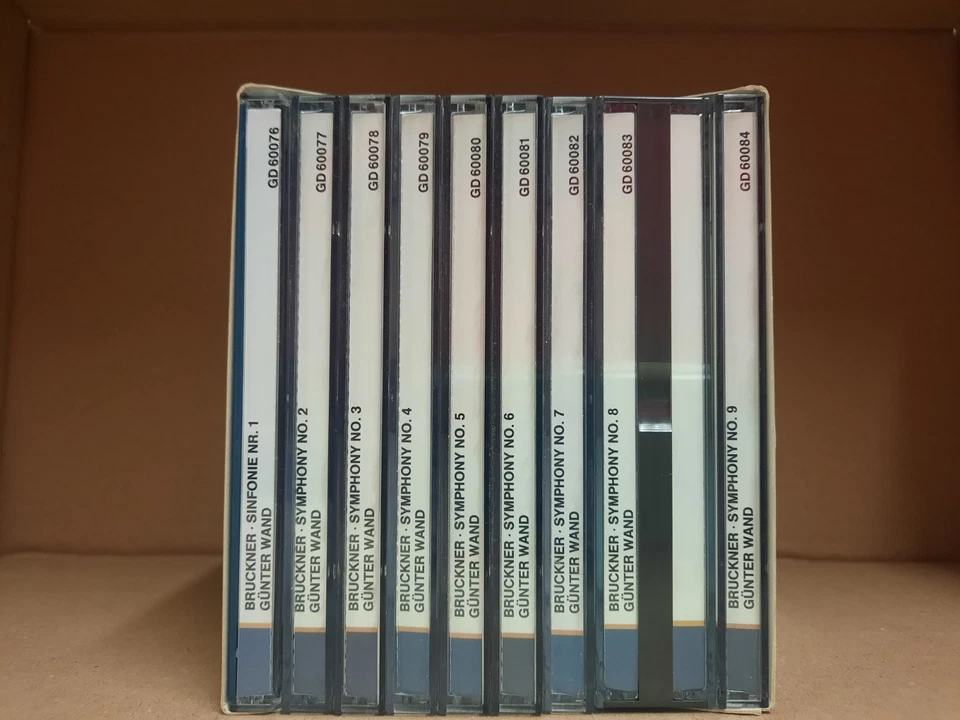 BRUCKNER · SINFONIE NR. 1
GÜNTER WAND
GD 60076
BRUCKNER · SYMPHONY NO. 2
GÜNTER WAND
GD 60077
BRUCKNER · SYMPHONY NO. 3
GÜNTER WAND
GD 60078
BRUCKNER · SYMPHONY NO. 4
GÜNTER WAND
GD 60079
BRUCKNER · SYMPHONY NO. 5
GÜNTER WAND
GD 60080
BRUCKNER · SYMPHONY NO. 6
GÜNTER WAND
GD 60081
BRUCKNER · SYMPHONY NO. 7
GÜNTER WAND
GD 60082
BRUCKNER · SYMPHONY NO. 8
GÜNTER WAND
GD 60083
BRUCKNER · SYMPHONY NO. 9
GÜNTER WAND
GD 60084